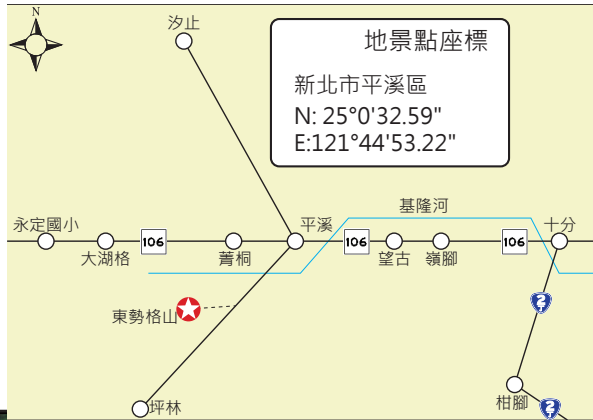 N
汐止
地景點座標
新北市平溪區
N: 25°0'32.59"
E:121°44'53.22"
基隆河
永定國小
平溪
十分
106
106
106
大湖格
菁桐
望古
嶺腳
2
東勢格山
柑腳
坪林
2